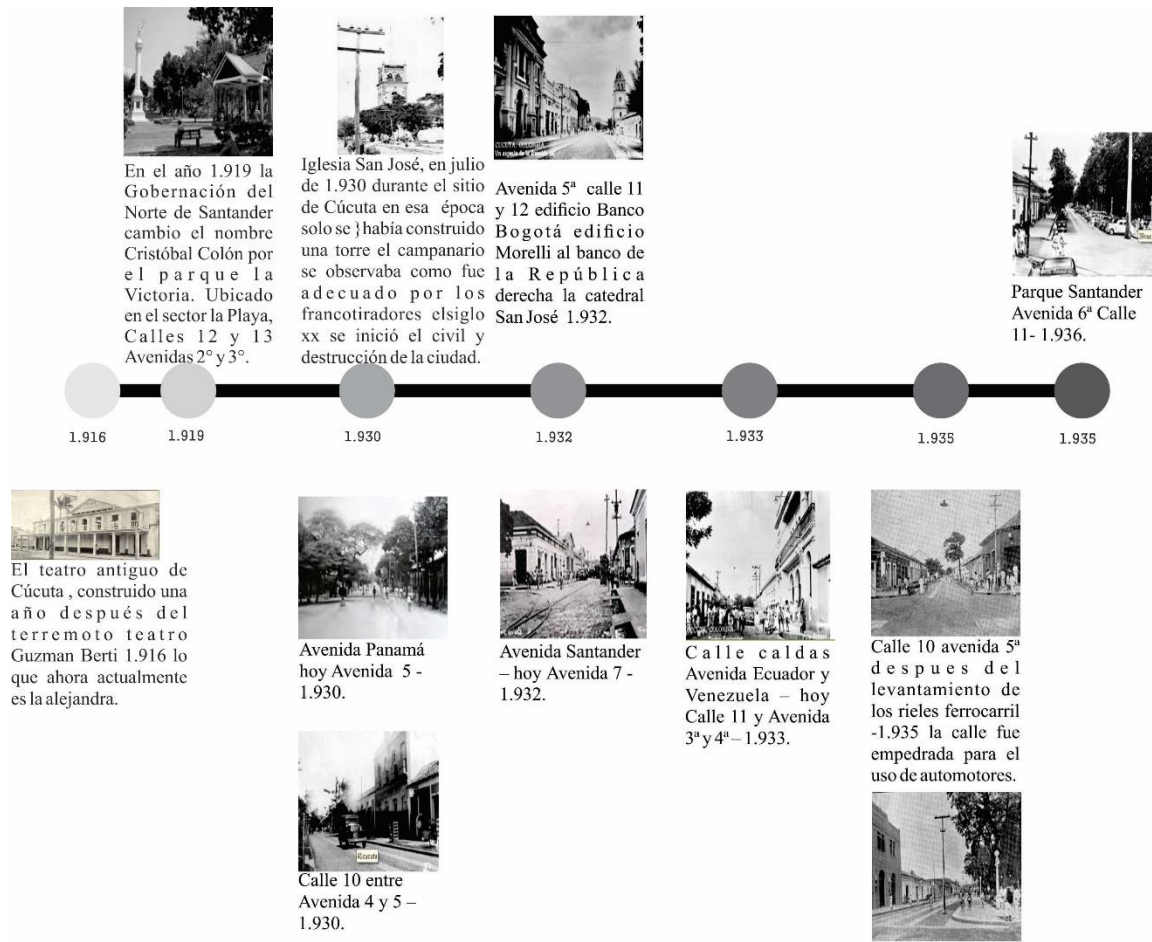 En el año 1.919 la
Gobernación del
Norte de Santander
cambio el nombre
Cristóbal Colón por
el parque la
Victoria. Ubicado
en el sector la Playa,
Calles 12 y 13
Avenidas 2° y 3°.
Iglesia San José, en julio
de 1.930 durante el sitio
de Cúcuta en esa época
solo se }había construido
una torre el campanario
se observaba como fue
adecuado por los
francotiradores elsiglo
xx se inició el civil y
destrucción de la ciudad.
CUCUTA, COLOMBIA
Avenida 5ª calle 11
y 12 edificio Banco
Bogotá edificio
Morelli al banco de
la República
derecha la catedral
San José 1.932.
Parque Santander
Avenida 6ª Calle
11- 1.936.
1.916
1.919
1.930
1.932
1.933
1.935
1.935
El teatro antiguo de
Cúcuta , construido una
año después del
terremoto teatro
Guzman Berti 1.916 lo
que ahora actualmente
es la alejandra.
Avenida Panamá
hoy Avenida 5 -
1.930.
Calle 10 entre
Avenida 4 y 5 –
1.930.
Avenida Santander
– hoy Avenida 7 -
1.932.
Calle caldas
Avenida Ecuador y
Venezuela – hoy
Calle 11 y Avenida
3ª y 4ª – 1.933.
Calle 10 avenida 5ª
despues del
levantamiento de
los rieles ferrocarril
-1.935 la calle fue
empedrada para el
uso de automotores.